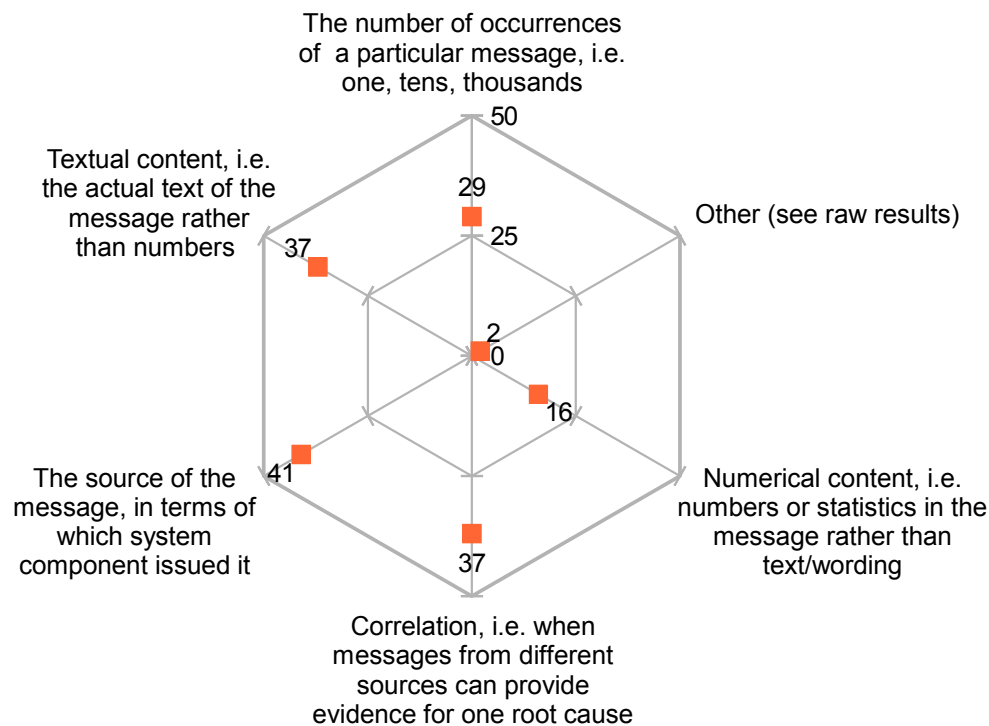 The number of occurrences
of a particular message, i.e.
one, tens, thousands
50
29
25
Textual content, i.e.
the actual text of the
message rather
than numbers
37
Other (see raw results)
2
0
16
41
The source of the
message, in terms of
which system
component issued it
37
Numerical content, i.e.
numbers or statistics in the
message rather than
text/wording
Correlation, i.e. when
messages from different
sources can provide
evidence for one root cause